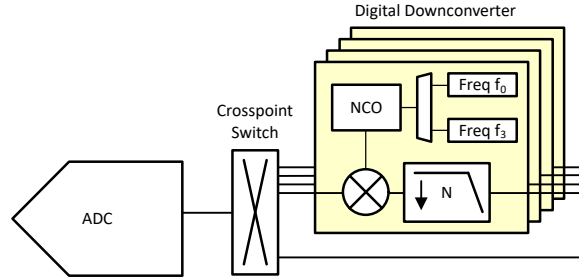 Digital Downconverter
Crosspoint
Switch
NCO
Freq f₀
Freq f₃
ADC
N